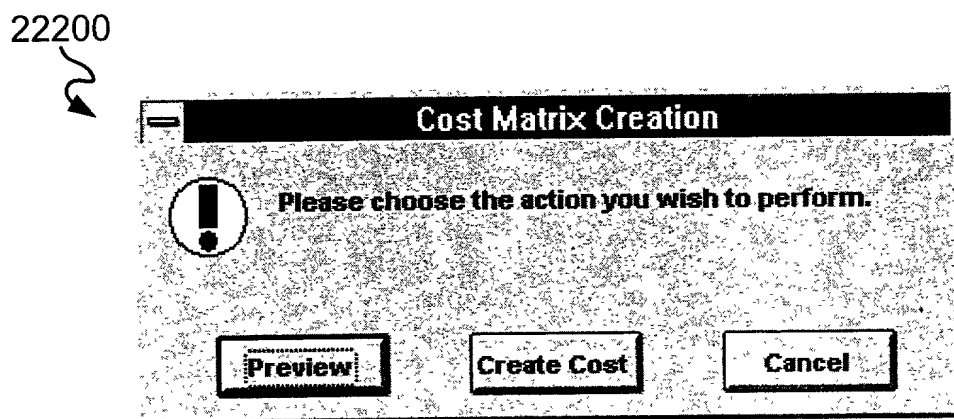 22200
Cost Matrix Creation
Please choose the action you wish to perform.
Preview Create Cost Cancel